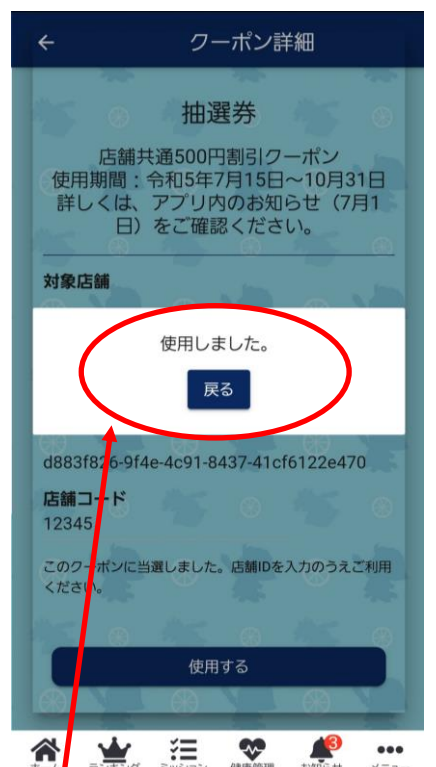 クーポン詳細
抽選券
店舗共通500円割引クーポン
使用期間：令和5年7月15日～10月31日
詳しくは、アプリ内のお知らせ（7月1
日）をご確認ください。
対象店舗
使用しました。
戻る
d883f826-9f4e-4c91-8437-41cf6122e470
店舗コード
12345
このクーポンに当選しました。店舗IDを入力のうえご利用
ください。
使用する
3